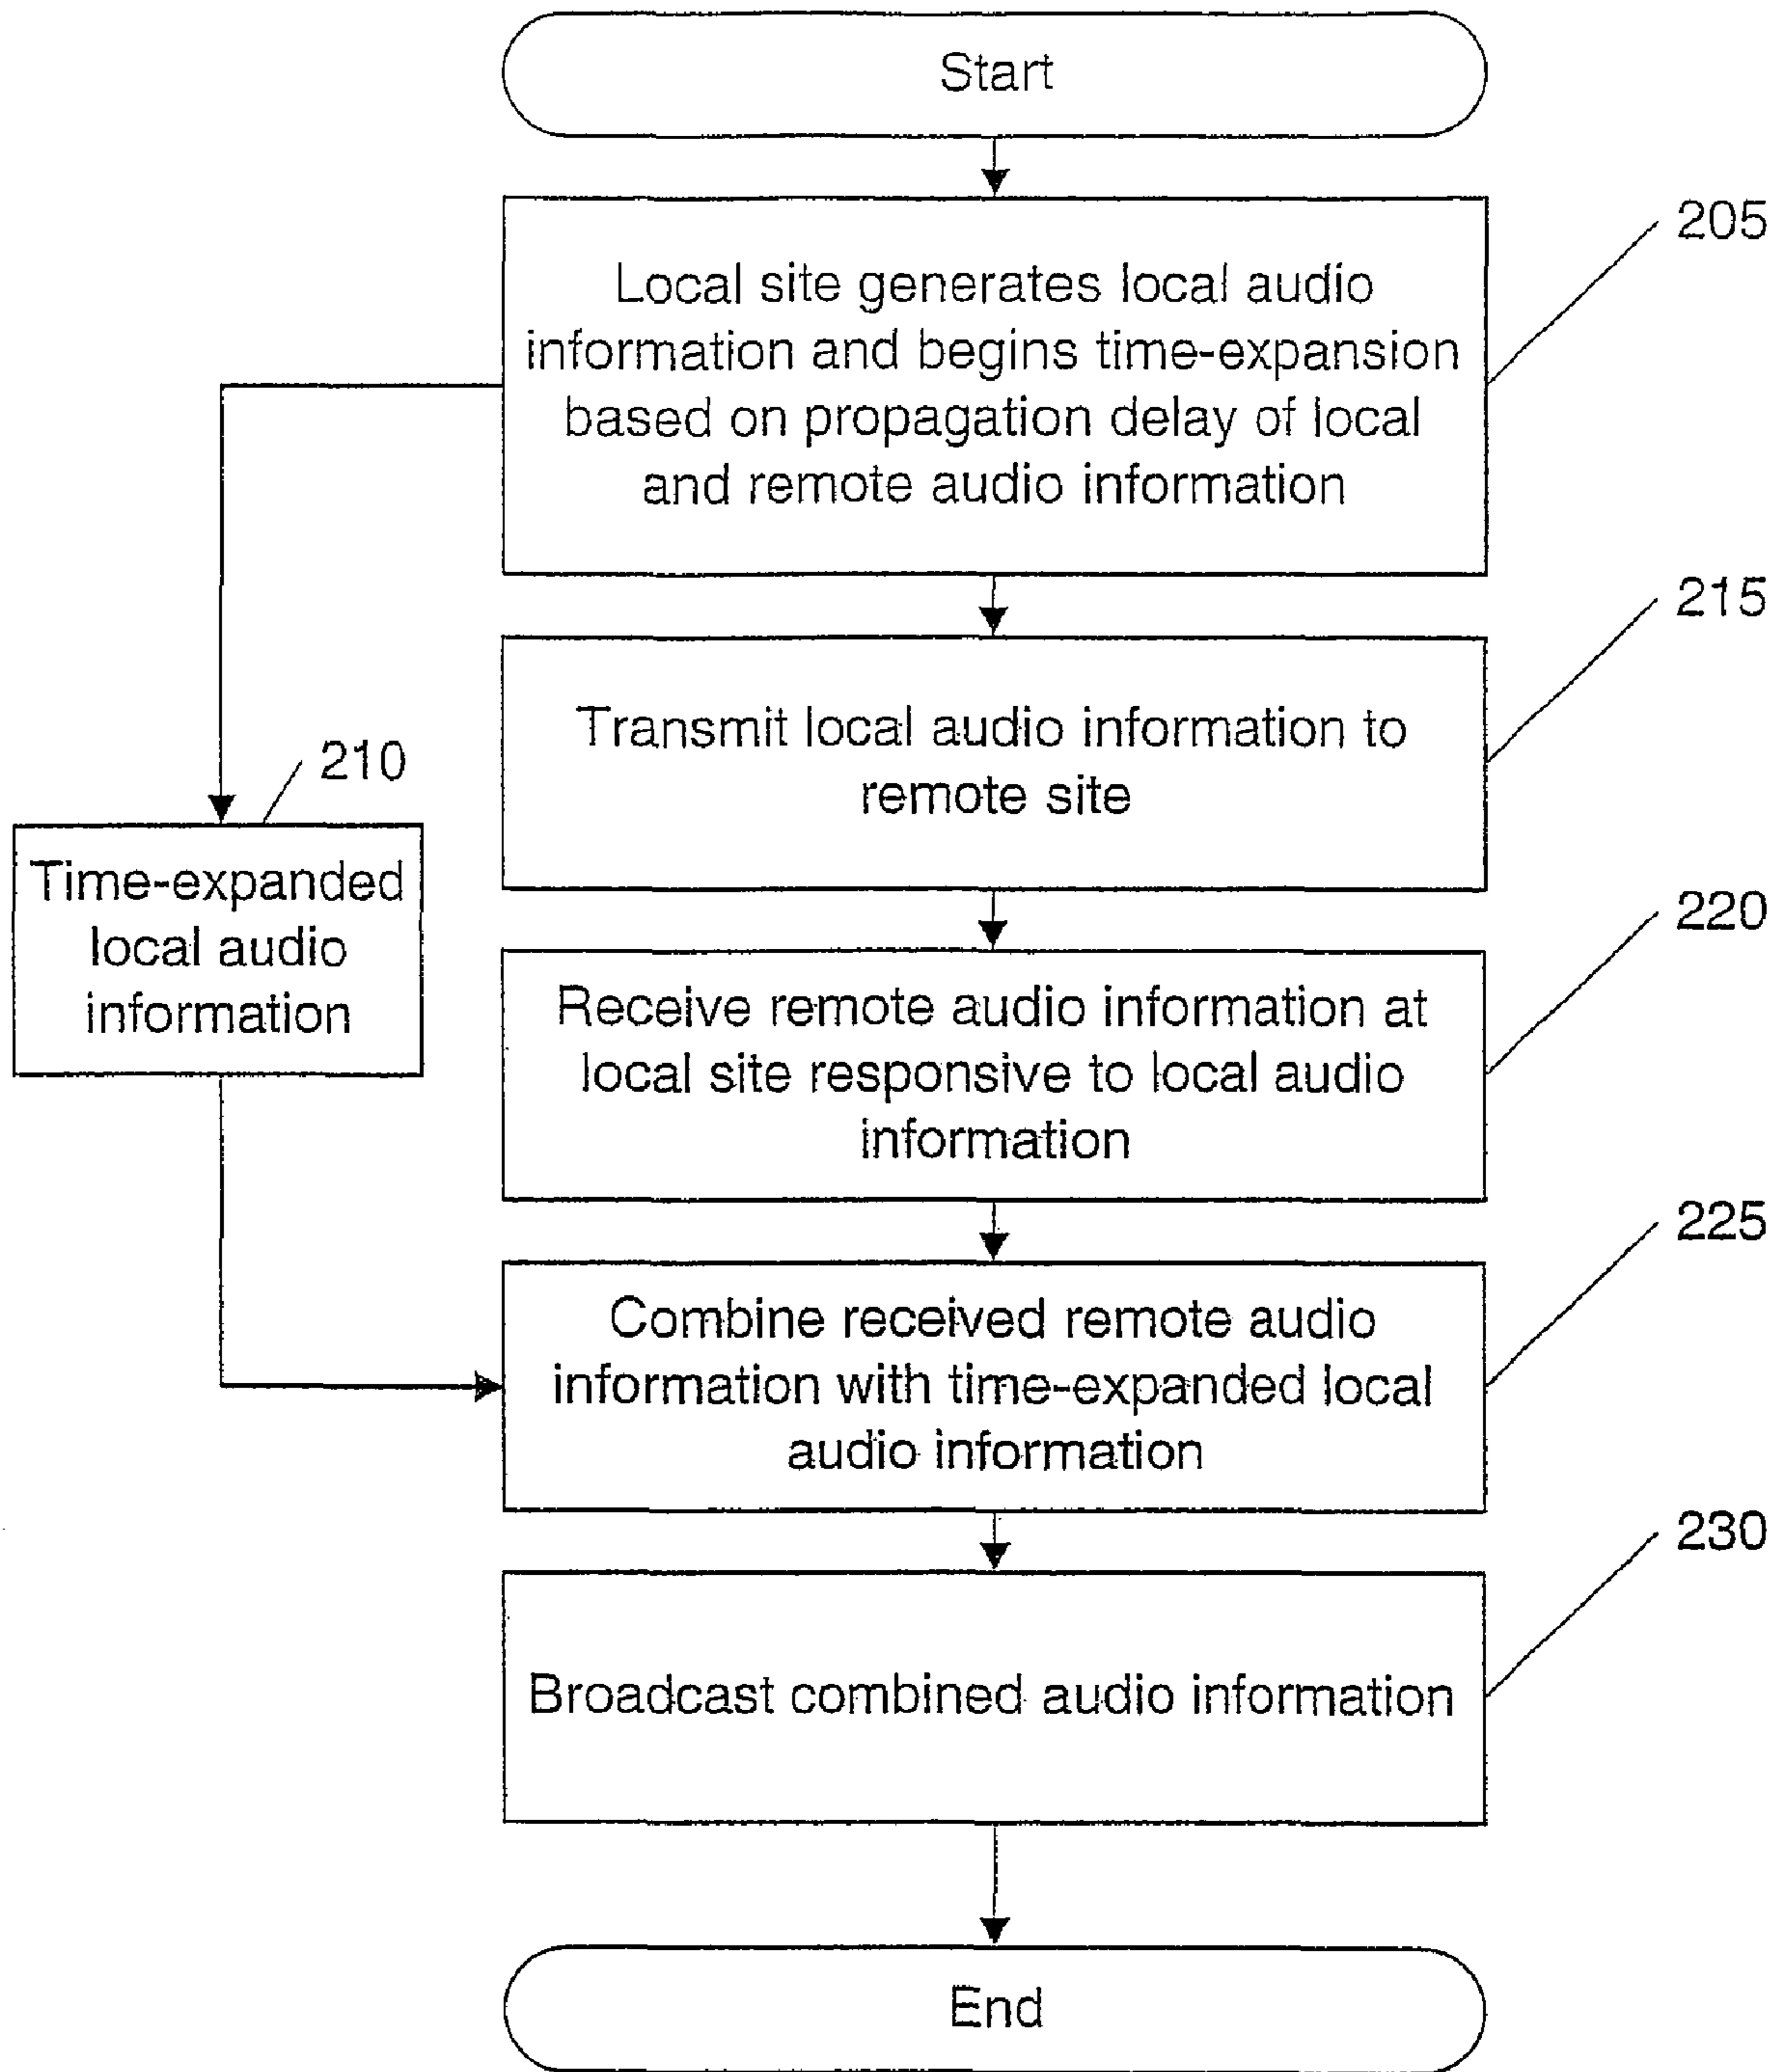 Start
205
Local site generates local audio
information and begins time-expansion
based on propagation delay of local
and remote audio information
215
Transmit local audio information to
remote site
210
Time-expanded
local audio
information
220
Receive remote audio information at
local site responsive to local audio
information
225
Combine received remote audio
information with time-expanded local
audio information
230
Broadcast combined audio information
End